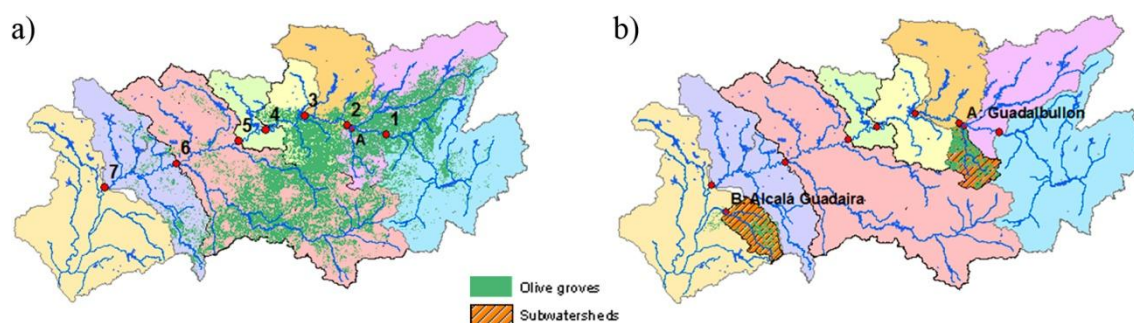 a)
1
2
3
4
5
6
7
A
b)
A: Guadalbullon
B: Alcalá Guadaira
Olive groves
Subwatersheds